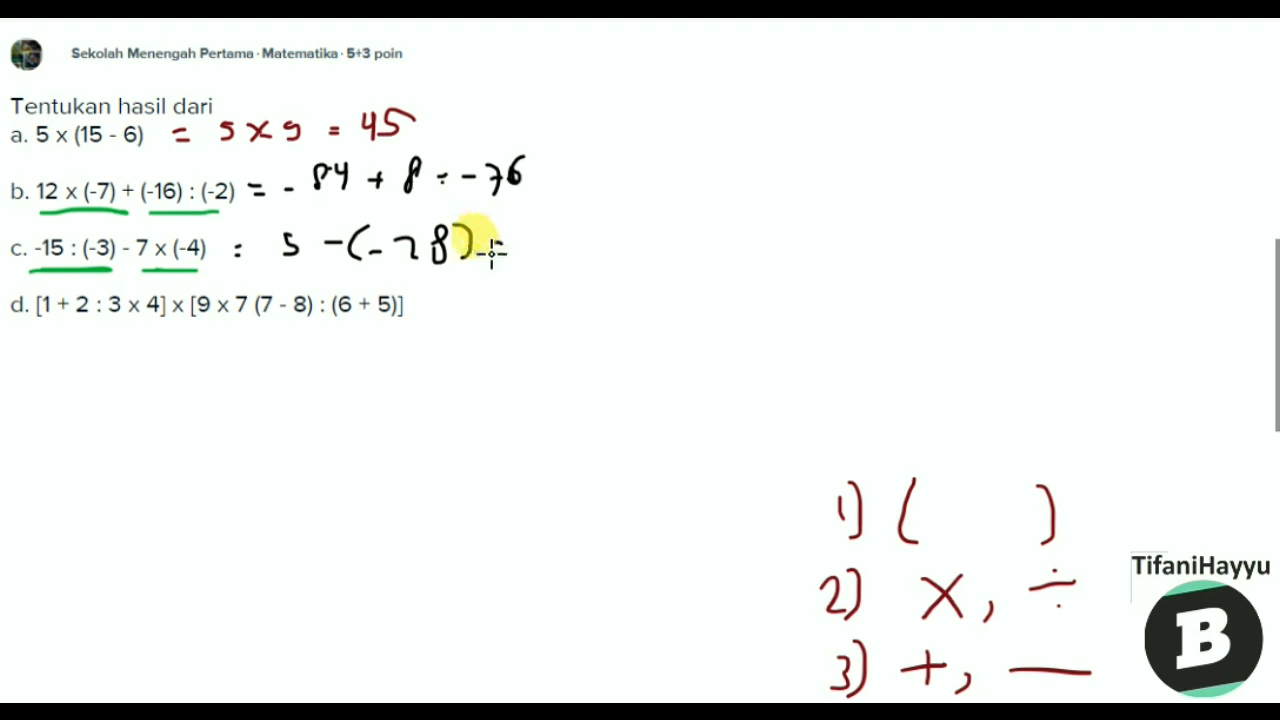 Sekolah Menengah Pertama · Matematika · 5+3 poin
Tentukan hasil dari
a. 5 x (15 - 6) = 5 x 9 = 45
b. 12 x (-7) + (-16) : (-2) = - 84 + 8 = - 76
c. -15 : (-3) - 7 x (-4) = 5 - (- 28) =
d. [1 + 2 : 3 x 4] x [9 x 7 (7 - 8) : (6 + 5)]
1) ( )
2) x, ÷
3) +, —
TifaniHayyu
B